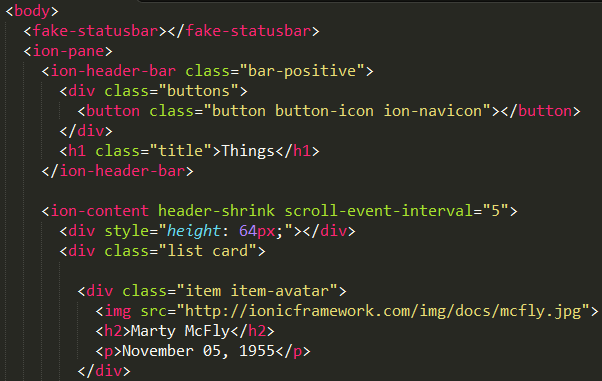 <body>
<fake-statusbar></fake-statusbar>
<ion-pane>
<ion-header-bar class="bar-positive">
<div class="buttons">
<button class="button button-icon ion-navicon"></button>
</div>
<h1 class="title">Things</h1>
</ion-header-bar>
<ion-content header-shrink scroll-event-interval="5">
<div style="height: 64px;"></div>
<div class="list card">
<div class="item item-avatar">
<img src="http://ionicframework.com/img/docs/mcfly.jpg">
<h2>Marty McFly</h2>
<p>November 05, 1955</p>
</div>